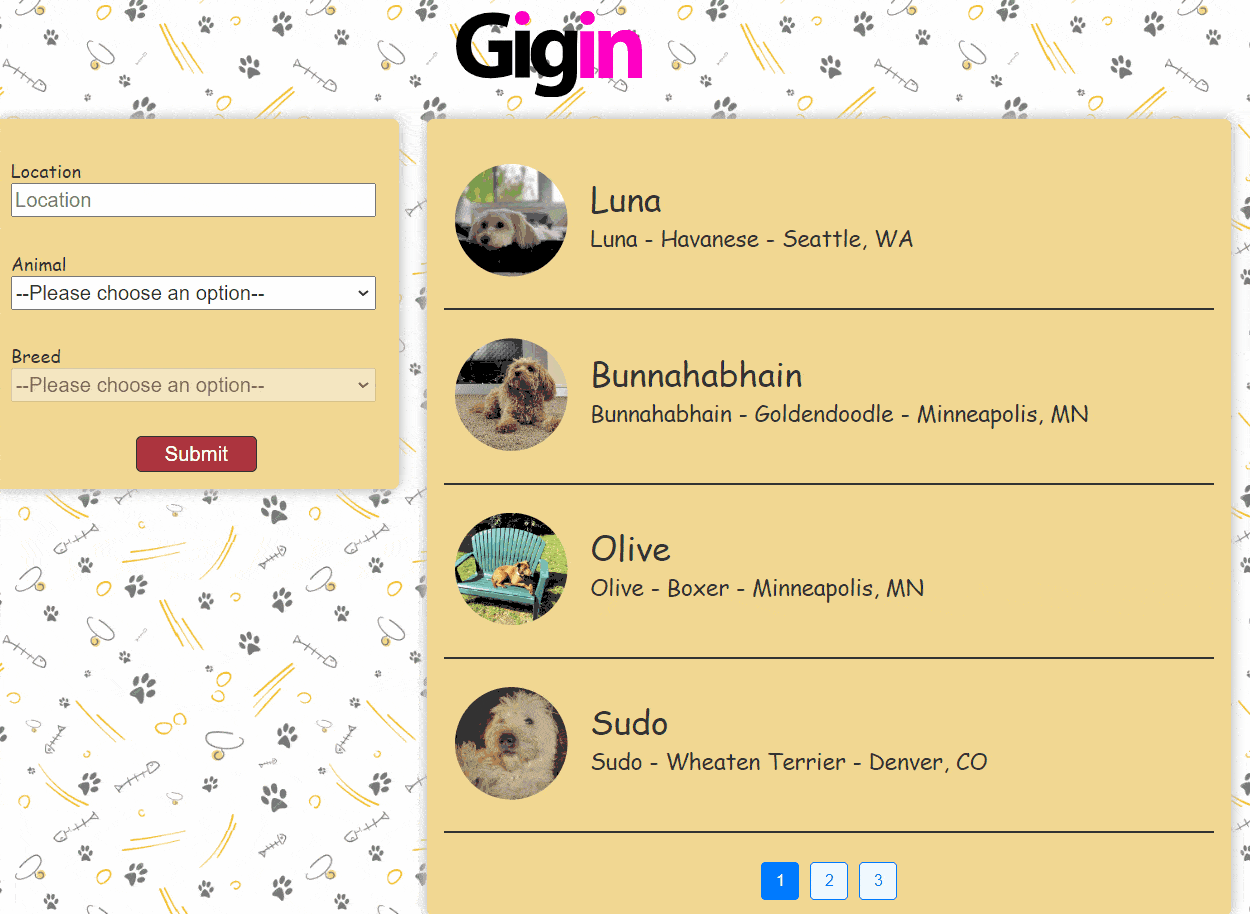 Gigin
Location
Location
Animal
--Please choose an option--
Breed
--Please choose an option--
Submit
Luna
Luna - Havanese - Seattle, WA
Bunnahabhain
Bunnahabhain - Goldendoodle - Minneapolis, MN
Olive
Olive - Boxer - Minneapolis, MN
Sudo
Sudo - Wheaten Terrier - Denver, CO
1 2 3